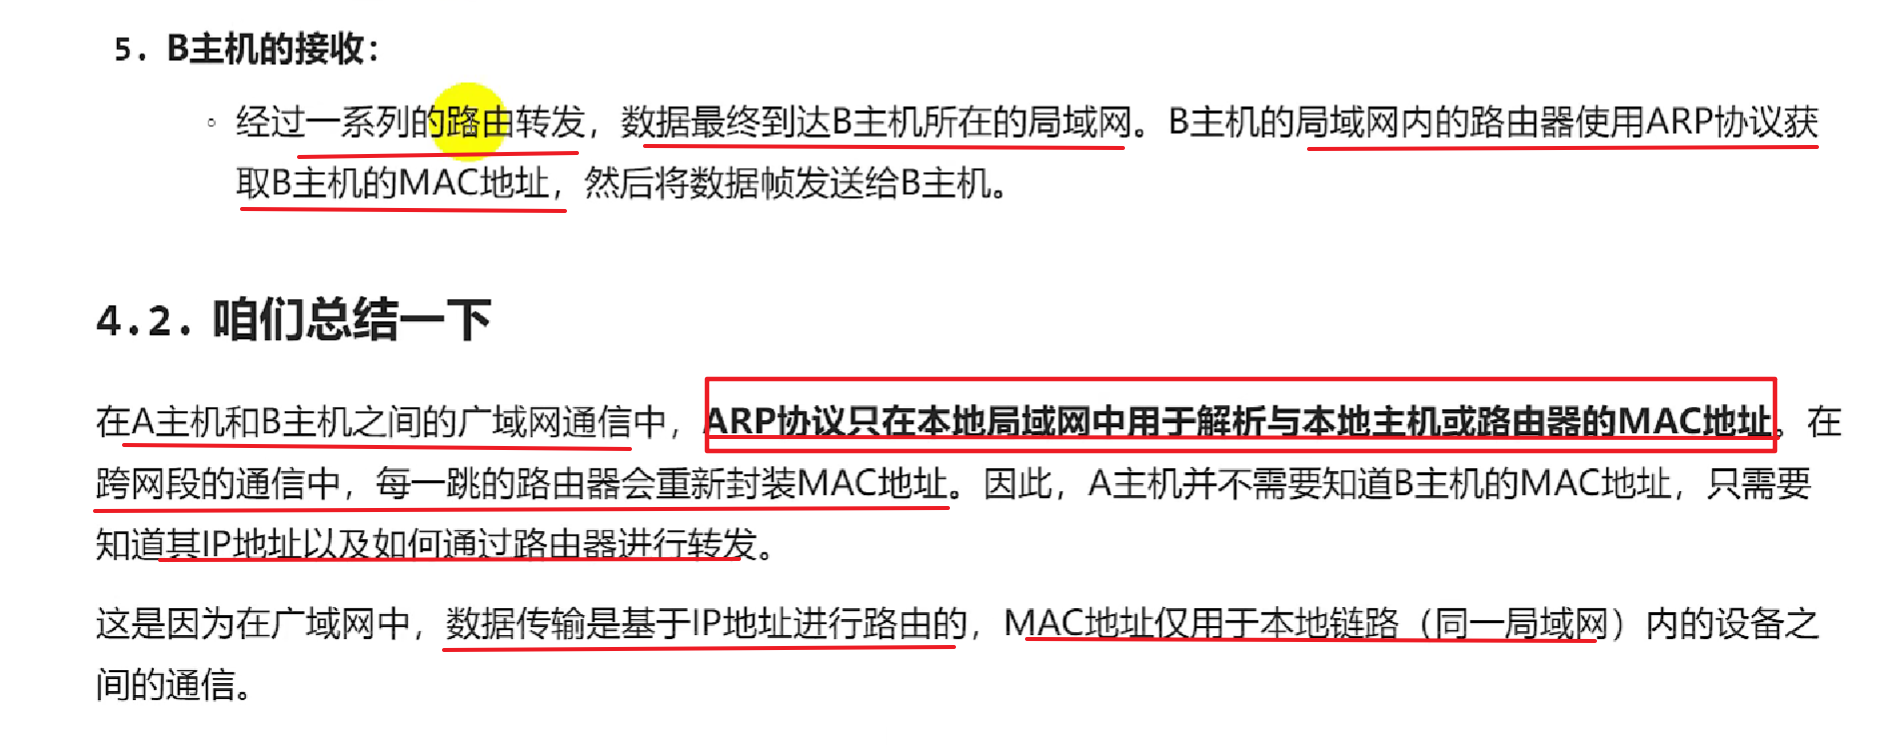 5. B主机的接收：
◦ 经过一系列的路由转发，数据最终到达B主机所在的局域网。B主机的局域网内的路由器使用ARP协议获
取B主机的MAC地址，然后将数据帧发送给B主机。
4.2. 咱们总结一下
在A主机和B主机之间的广域网通信中，ARP协议只在本地局域网中用于解析与本地主机或路由器的MAC地址。在
跨网段的通信中，每一跳的路由器会重新封装MAC地址。因此，A主机并不需要知道B主机的MAC地址，只需要
知道其IP地址以及如何通过路由器进行转发。
这是因为在广域网中，数据传输是基于IP地址进行路由的，MAC地址仅用于本地链路（同一局域网）内的设备之
间的通信。